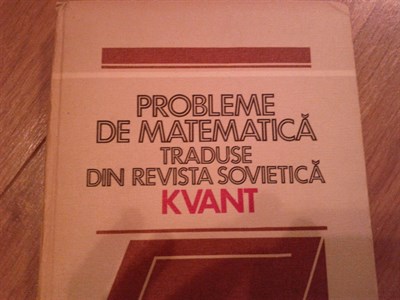 PROBLEME
DE MATEMATICĂ
TRADUSE
DIN REVISTA SOVIETICĂ
KVANT